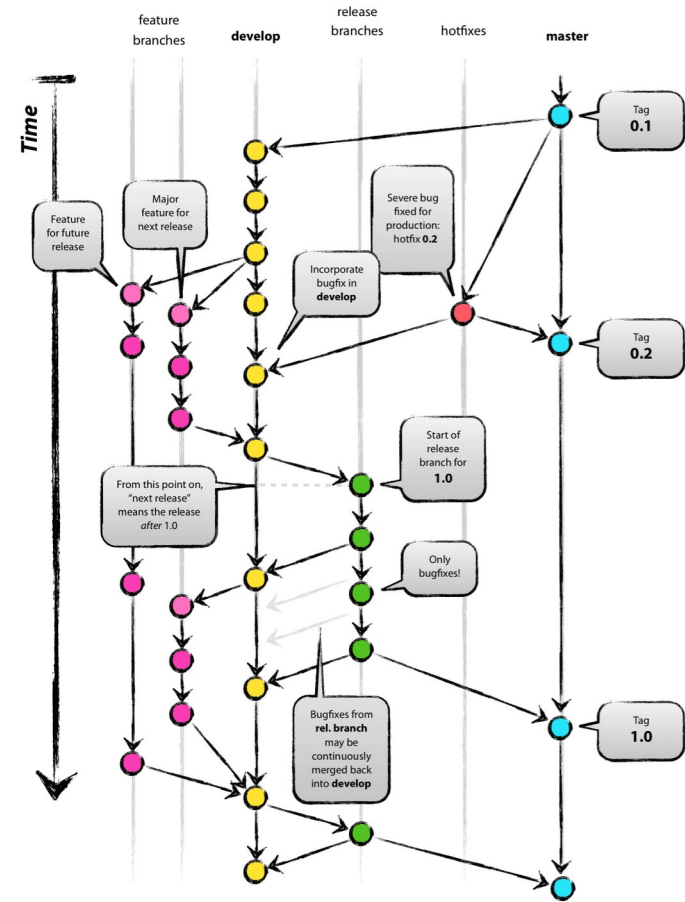 feature
branches
develop
release
branches
hotfixes
master
Time
Tag
0.1
Feature
for future
release
Major
feature for
next release
Severe bug
fixed for
production:
hotfix 0.2
Incorporate
bugfix in
develop
Tag
0.2
Start of
release
branch for
1.0
From this point on,
“next release”
means the release
after 1.0
Only
bugfixes!
Bugfixes from
rel. branch
may be
continuously
merged back
into develop
Tag
1.0